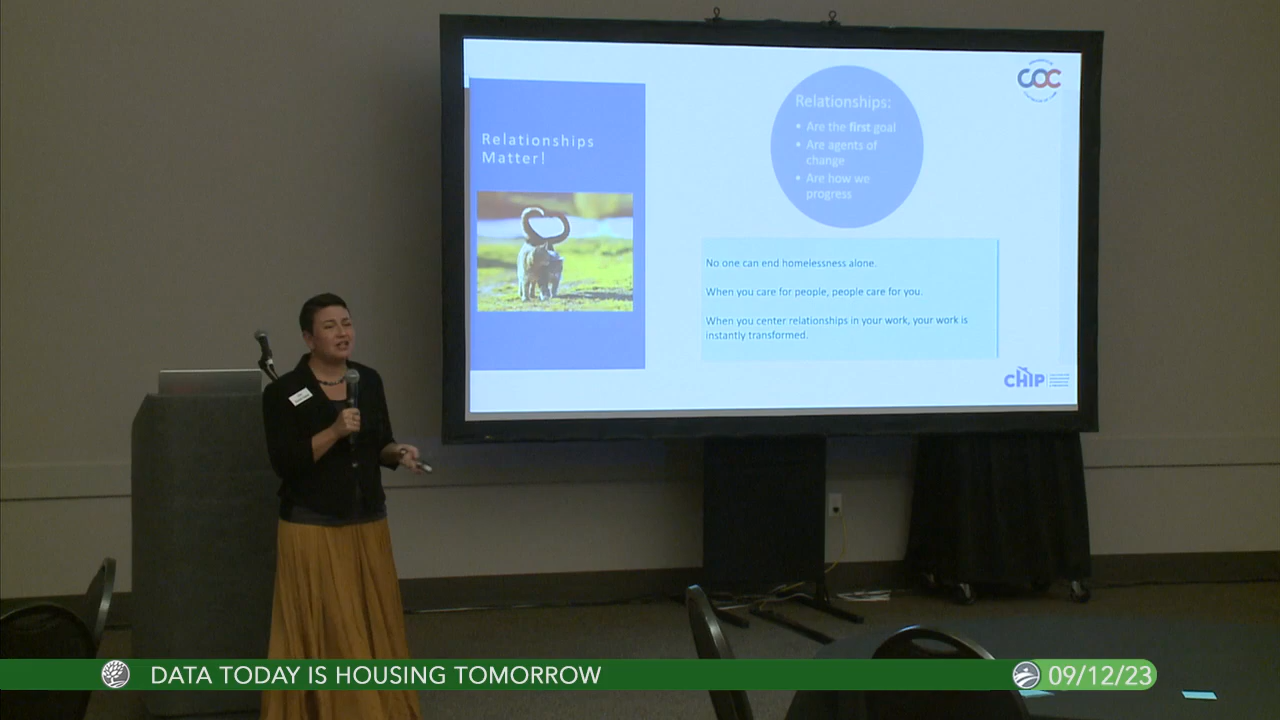 Relationships
Matter!
Relationships:
• Are the first goal
• Are agents of
change
• Are how we
progress
COC
No one can end homelessness alone.
When you care for people, people care for you.
When you center relationships in your work, your work is
instantly transformed.
CHIP
DATA TODAY IS HOUSING TOMORROW
09/12/23